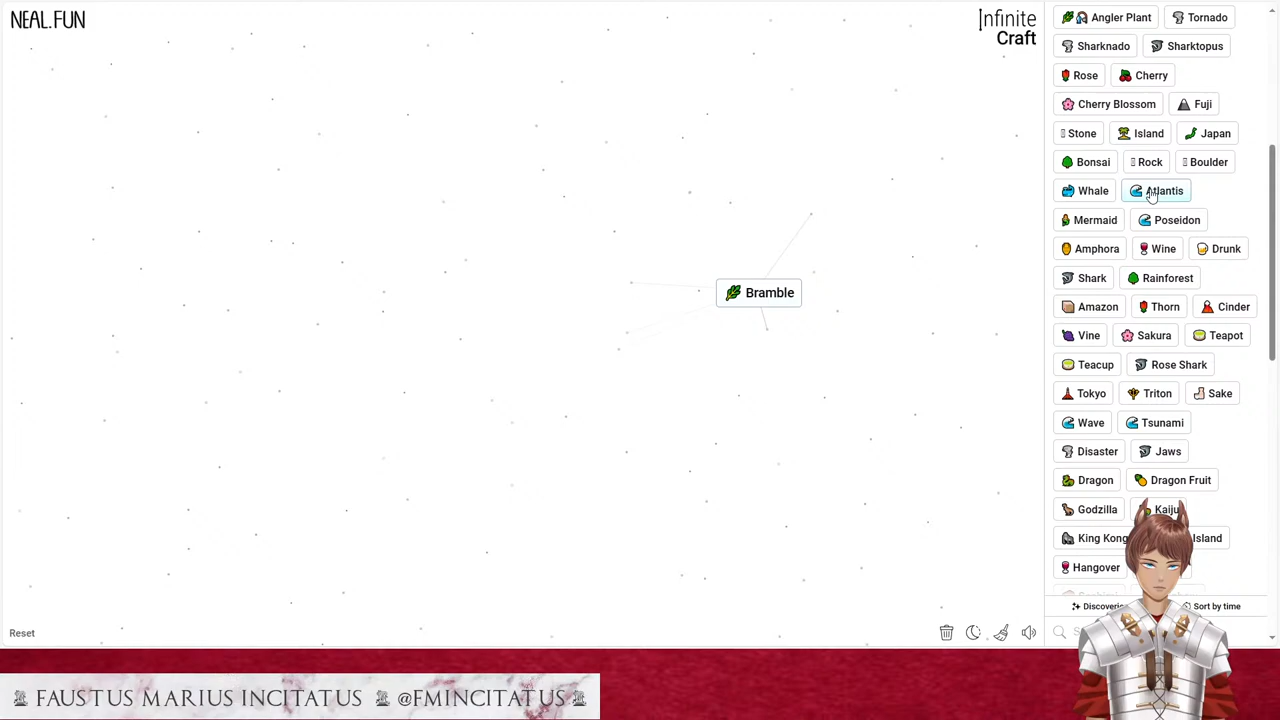 NEAL.FUN
Infinite
Craft
Bramble
Reset
Angler Plant
Tornado
Sharknado
Sharktopus
Rose
Cherry
Cherry Blossom
Fuji
Stone
Island
Japan
Bonsai
Rock
Boulder
Whale
Atlantis
Mermaid
Poseidon
Amphora
Wine
Drunk
Shark
Rainforest
Amazon
Thorn
Cinder
Vine
Sakura
Teapot
Teacup
Rose Shark
Tokyo
Triton
Sake
Wave
Tsunami
Disaster
Jaws
Dragon
Dragon Fruit
Godzilla
Kaiju
King Kong
Island
Hangover
Sort by time
FAUSTUS MARIUS INCITATUS @FMINCITATUS